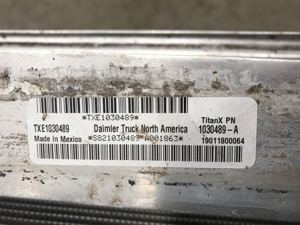 *TXE1030489*
TitanX PN
TXE1030489 Daimler Truck North America 1030489-A
Made in Mexico *S821030489-A001863* 19011800064